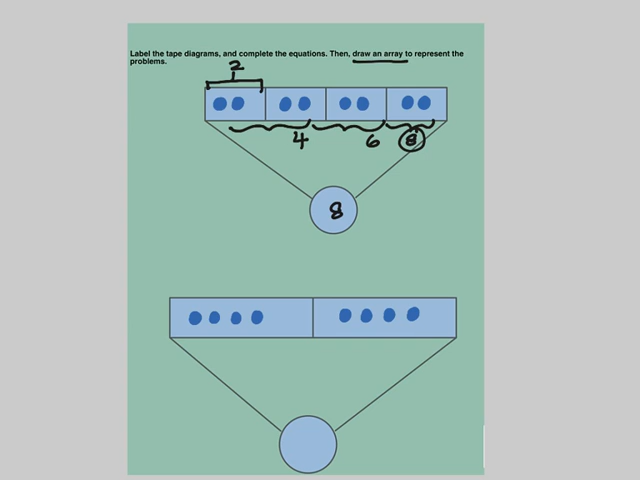 Label the tape diagrams, and complete the equations. Then, draw an array to represent the
problems.
2
4 6 8
8